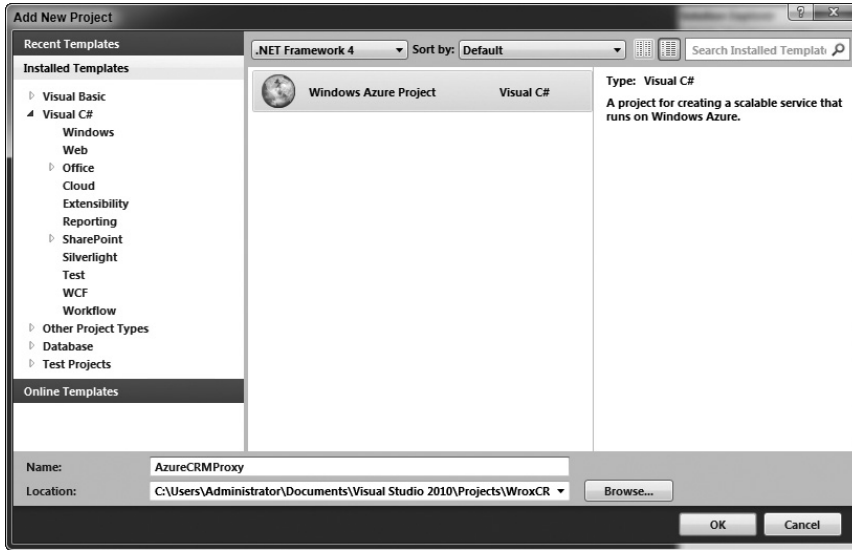 Add New Project
Recent Templates
Installed Templates
Visual Basic
Visual C#
Windows
Web
Office
Cloud
Extensibility
Reporting
SharePoint
Silverlight
Test
WCF
Workflow
Other Project Types
Database
Test Projects
Online Templates
.NET Framework 4
Sort by: Default
Search Installed Templat
Windows Azure Project Visual C#
Type: Visual C#
A project for creating a scalable service that
runs on Windows Azure.
Name: AzureCRMProxy
Location: C:\Users\Administrator\Documents\Visual Studio 2010\Projects\WroxCR
Browse...
OK Cancel